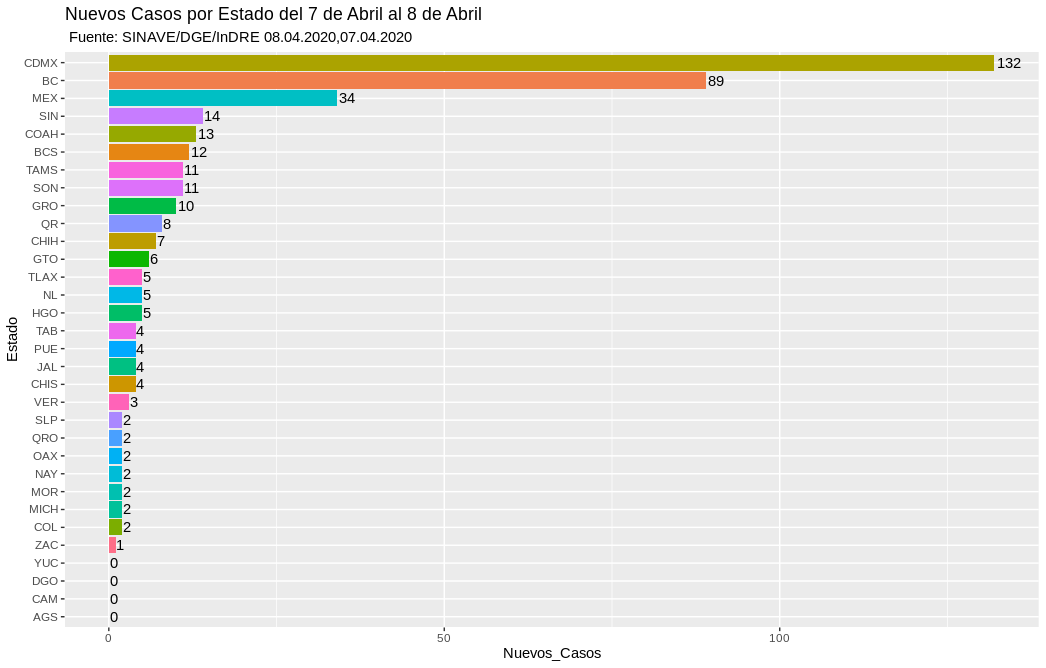 Nuevos Casos por Estado del 7 de Abril al 8 de Abril
Fuente: SINAVE/DGE/InDRE 08.04.2020,07.04.2020
Estado
CDMX 132
BC 89
MEX 34
SIN 14
COAH 13
BCS 12
TAMS 11
SON 11
GRO 10
QR 8
CHIH 7
GTO 6
TLAX 5
NL 5
HGO 5
TAB 4
PUE 4
JAL 4
CHIS 4
VER 3
SLP 2
QRO 2
OAX 2
NAY 2
MOR 2
MICH 2
COL 2
ZAC 1
YUC 0
DGO 0
CAM 0
AGS 0
0 50 100
Nuevos_Casos